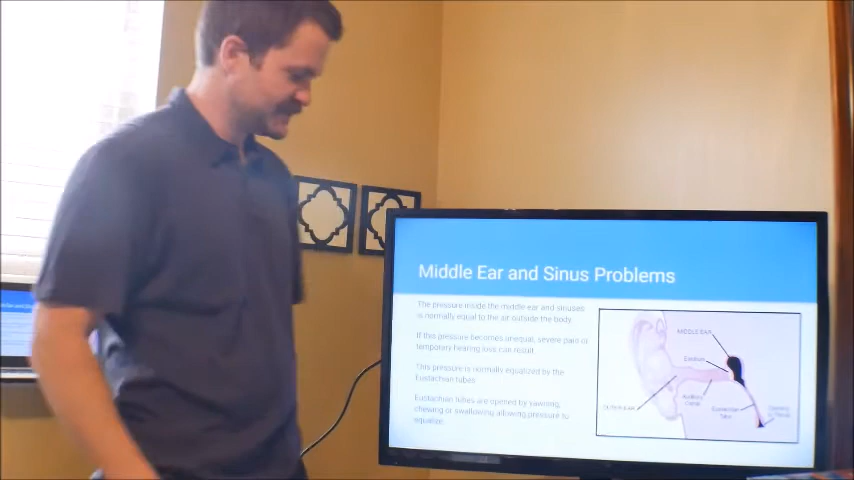 Middle Ear and Sinus Problems
The pressure inside the middle ear and sinuses
is normally equal to the air outside the body.
If this pressure becomes unequal, severe pain or
temporary hearing loss can result.
This pressure is normally equalized by the
Eustachian tubes.
Eustachian tubes are opened by yawning,
chewing or swallowing allowing pressure to
equalize.
MIDDLE EAR
Eardrum
OUTER EAR
Auditory
Canal
Eustachian
Tube